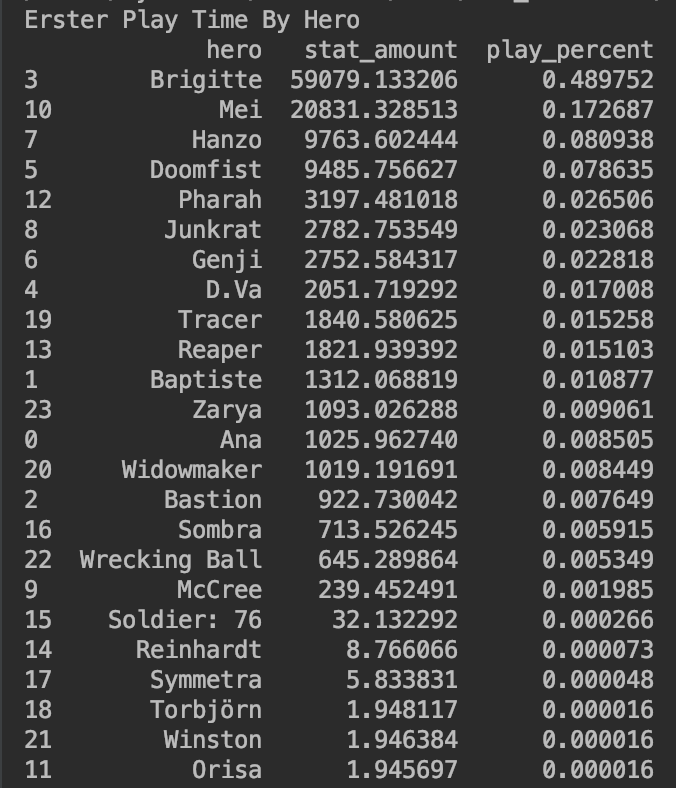 Erster Play Time By Hero
hero stat_amount play_percent
3 Brigitte 59079.133206 0.489752
10 Mei 20831.328513 0.172687
7 Hanzo 9763.602444 0.080938
5 Doomfist 9485.756627 0.078635
12 Pharah 3197.481018 0.026506
8 Junkrat 2782.753549 0.023068
6 Genji 2752.584317 0.022818
4 D.Va 2051.719292 0.017008
19 Tracer 1840.580625 0.015258
13 Reaper 1821.939392 0.015103
1 Baptiste 1312.068819 0.010877
23 Zarya 1093.026288 0.009061
0 Ana 1025.962740 0.008505
20 Widowmaker 1019.191691 0.008449
2 Bastion 922.730042 0.007649
16 Sombra 713.526245 0.005915
22 Wrecking Ball 645.289864 0.005349
9 McCree 239.452491 0.001985
15 Soldier: 76 32.132292 0.000266
14 Reinhardt 8.766066 0.000073
17 Symmetra 5.833831 0.000048
18 Torbjörn 1.948117 0.000016
21 Winston 1.946384 0.000016
11 Orisa 1.945697 0.000016